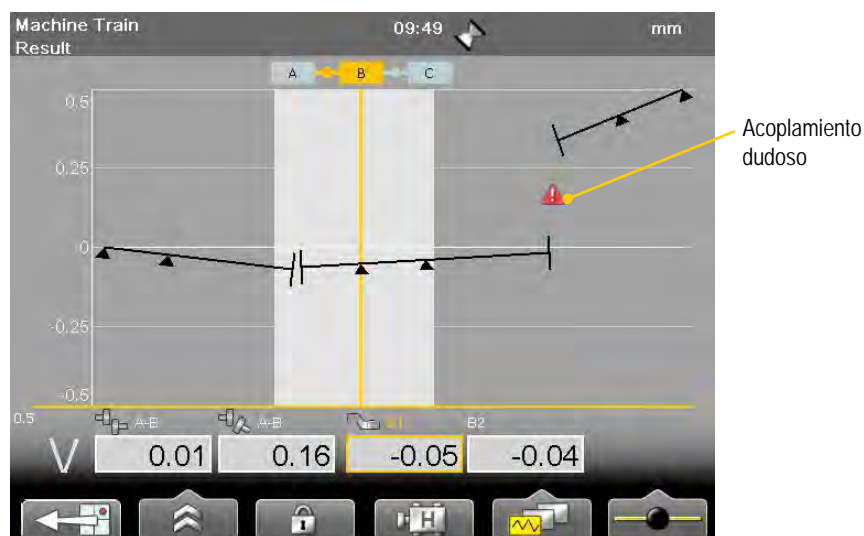 Machine Train
Result
09:49
mm
A
B
C
0.5
0.25
0
-0.25
-0.5
Acoplamiento
dudoso
0.5
A-B
A-B
B1
B2
V
0.01
0.16
-0.05
-0.04
H